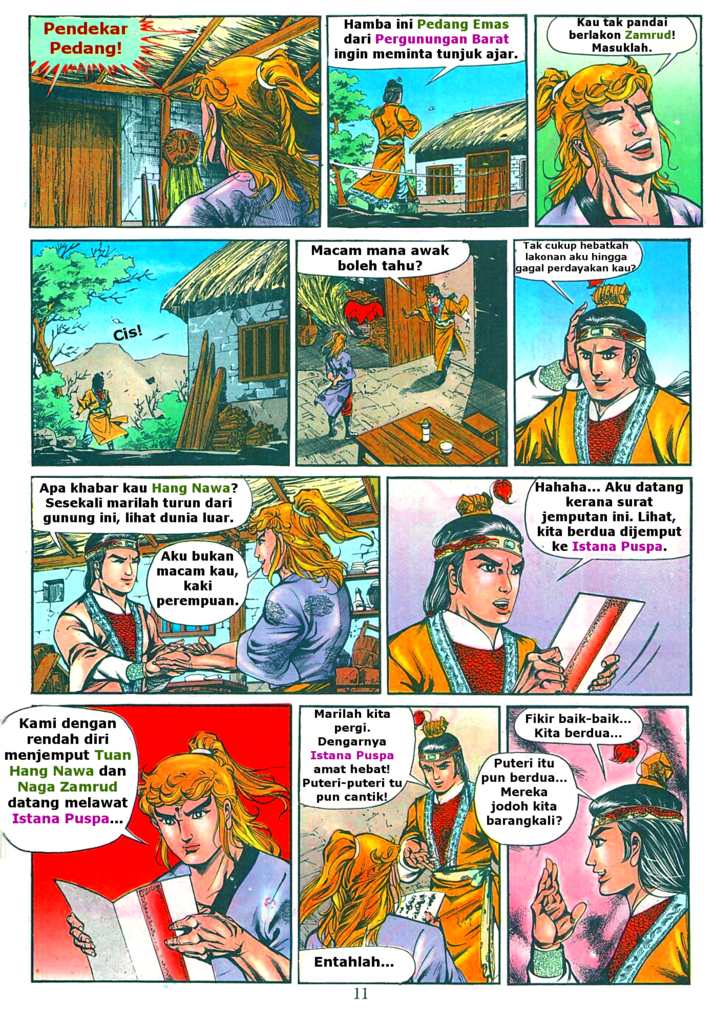 Pendekar
Pedang!
Hamba ini Pedang Emas
dari Pergunungan Barat
ingin meminta tunjuk ajar.
Kau tak pandai
berlakon Zamrud!
Masuklah.
Cis!
Macam mana awak
boleh tahu?
Tak cukup hebatkah
lakonan aku hingga
gagal perdayakan kau?
Apa khabar kau Hang Nawa?
Sesekali marilah turun dari
gunung ini, lihat dunia luar.
Aku bukan
macam kau,
kaki
perempuan.
Hahaha... Aku datang
kerana surat
jemputan ini. Lihat,
kita berdua dijemput
ke Istana Puspa.
Kami dengan
rendah diri
menjemput Tuan
Hang Nawa dan
Naga Zamrud
datang melawat
Istana Puspa...
Marilah kita
pergi.
Dengarnya
Istana Puspa
amat hebat!
Puteri-puteri tu
pun cantik!
Entahlah...
Fikir baik-baik...
Kita berdua...
Puteri itu
pun berdua...
Mereka
jodoh kita
barangkali?
11